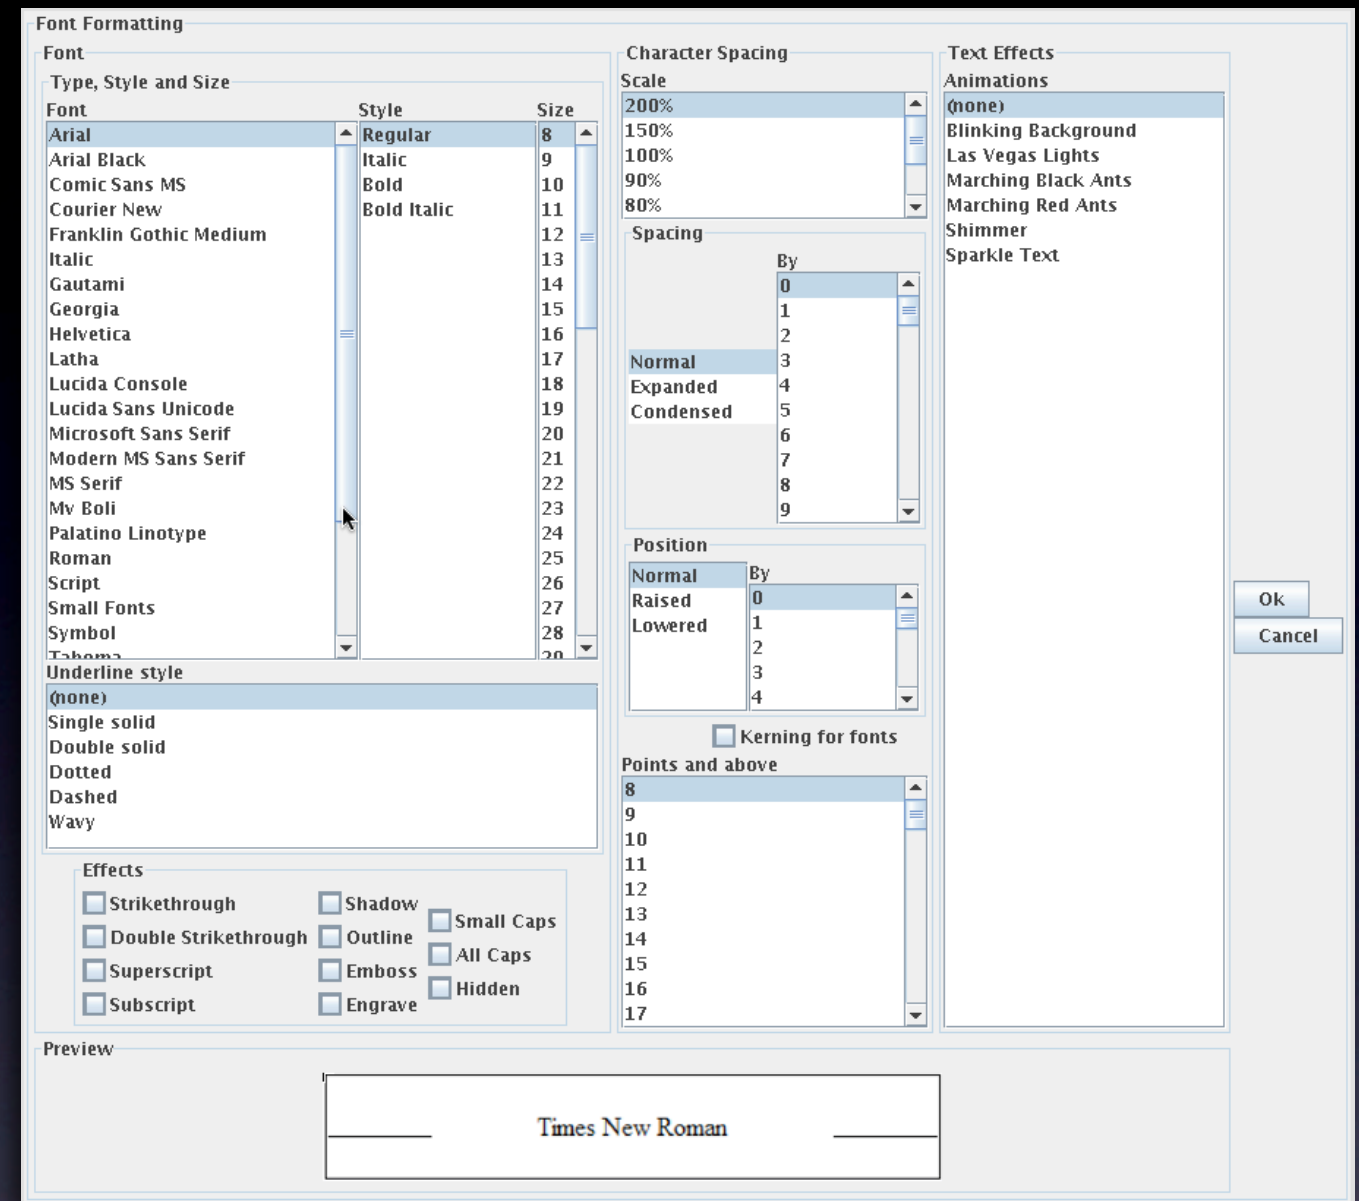 Font Formatting
Font
Type, Style and Size
Font
Arial
Arial Black
Comic Sans MS
Courier New
Franklin Gothic Medium
Italic
Gautami
Georgia
Helvetica
Latha
Lucida Console
Lucida Sans Unicode
Microsoft Sans Serif
Modern MS Sans Serif
MS Serif
Mv Boli
Palatino Linotype
Roman
Script
Small Fonts
Symbol
Tahoma
Style
Regular
Italic
Bold
Bold Italic
Size
8
9
10
11
12
13
14
15
16
17
18
19
20
21
22
23
24
25
26
27
28
29
Underline style
(none)
Single solid
Double solid
Dotted
Dashed
Wavy
Effects
Strikethrough
Double Strikethrough
Superscript
Subscript
Shadow
Outline
Emboss
Engrave
Small Caps
All Caps
Hidden
Character Spacing
Scale
200%
150%
100%
90%
80%
Spacing
Normal
Expanded
Condensed
By
0
1
2
3
4
5
6
7
8
9
Position
Normal
Raised
Lowered
By
0
1
2
3
4
Kerning for fonts
Points and above
8
9
10
11
12
13
14
15
16
17
Text Effects
Animations
(none)
Blinking Background
Las Vegas Lights
Marching Black Ants
Marching Red Ants
Shimmer
Sparkle Text
Ok
Cancel
Preview
Times New Roman